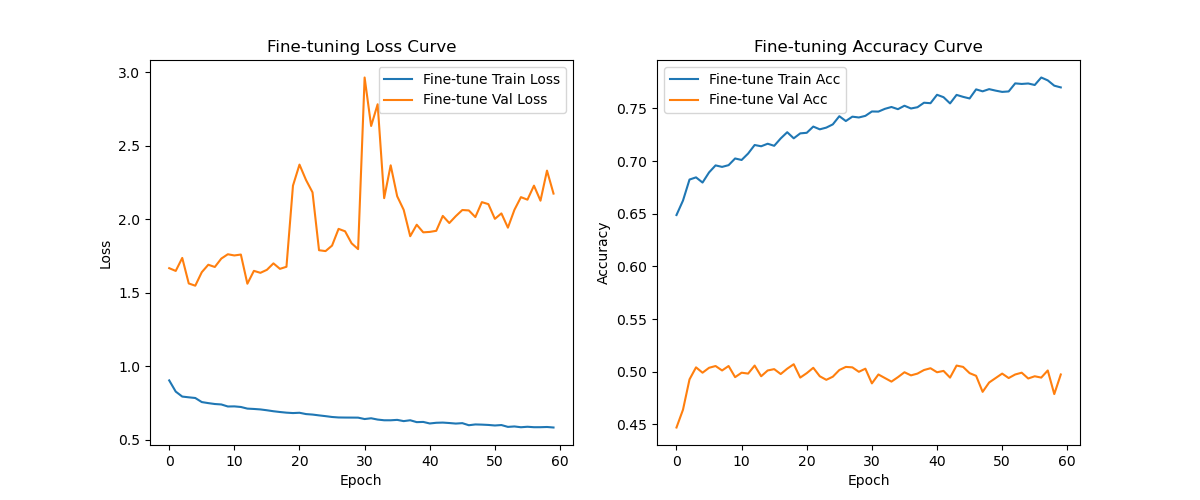 Fine-tuning Loss Curve
Fine-tune Train Loss
Fine-tune Val Loss
3.0
2.5
2.0
1.5
1.0
0.5
Loss
0 10 20 30 40 50 60
Epoch
Fine-tuning Accuracy Curve
Fine-tune Train Acc
Fine-tune Val Acc
0.75
0.70
0.65
0.60
0.55
0.50
0.45
Accuracy
0 10 20 30 40 50 60
Epoch